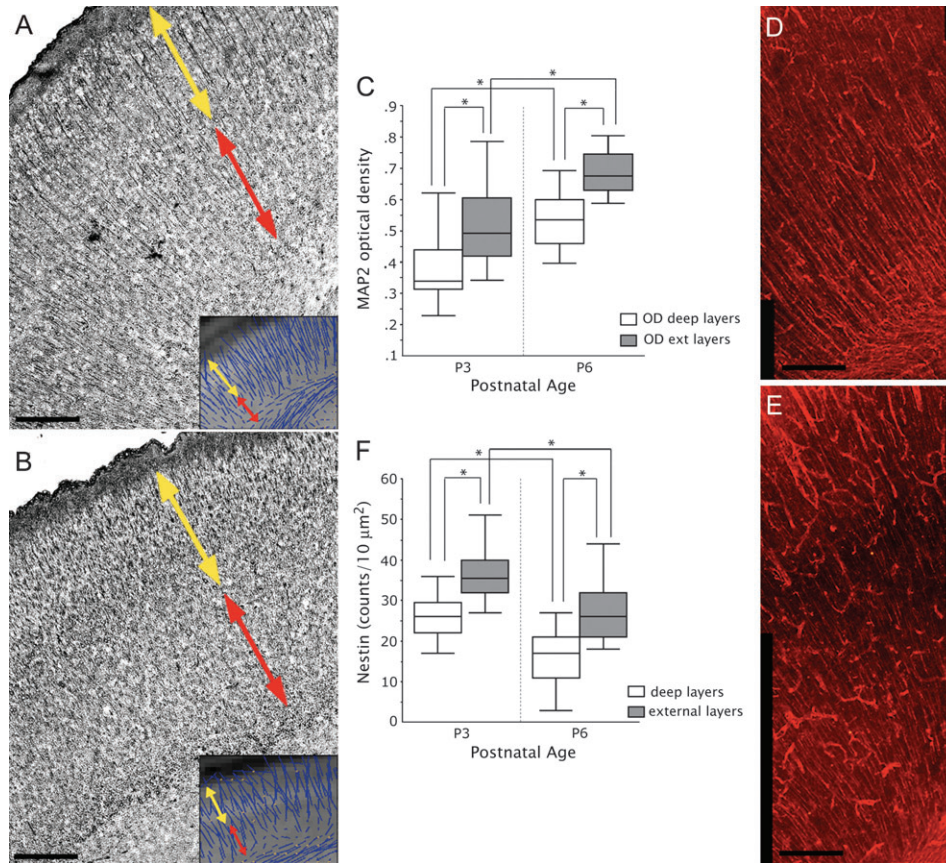 A
B
C
*
*
*
*
MAP2 optical density
.9
.8
.7
.6
.5
.4
.3
.2
.1
P3
P6
Postnatal Age
OD deep layers
OD ext layers
D
E
F
*
*
*
*
Nestin (counts/10 µm²)
60
50
40
30
20
10
0
P3
P6
Postnatal Age
deep layers
external layers